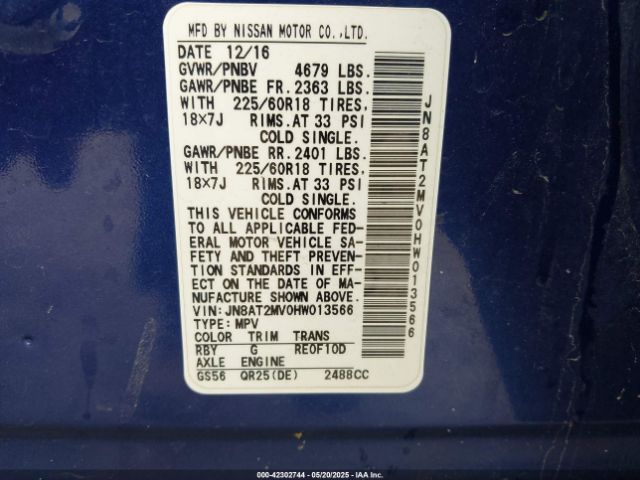 MFD BY NISSAN MOTOR CO.,LTD.
DATE 12/16
GVWR/PNBV 4679 LBS.
GAWR/PNBE FR. 2363 LBS.
WITH 225/60R18 TIRES,
18×7J RIMS.AT 33 PSI
COLD SINGLE.
GAWR/PNBE RR. 2401 LBS.
WITH 225/60R18 TIRES,
18×7J RIMS.AT 33 PSI
COLD SINGLE.
THIS VEHICLE CONFORMS
TO ALL APPLICABLE FED-
ERAL MOTOR VEHICLE SA-
FETY AND THEFT PREVEN-
TION STANDARDS IN EFF-
ECT ON THE DATE OF MA-
NUFACTURE SHOWN ABOVE.
VIN: JN8AT2MV0HW013566
TYPE: MPV
COLOR TRIM TRANS
RBY G RE0F10D
AXLE ENGINE
GS56 QR25(DE) 2488CC
JN8AT2MV0HW013566
000-42302744 - 05/20/2025 - IAAI.COM